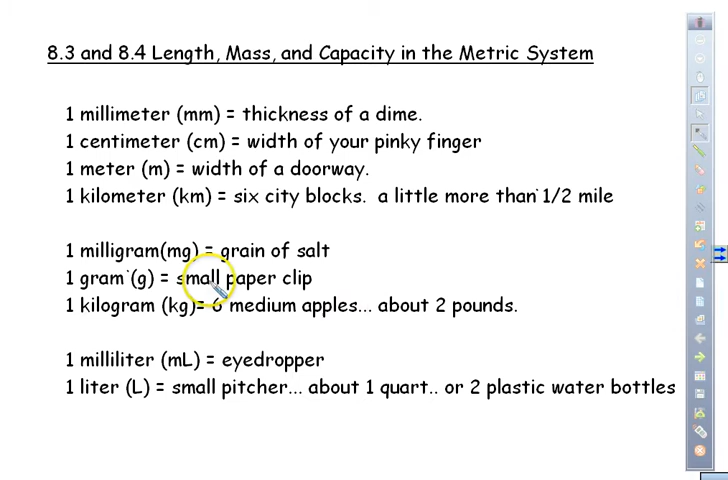 8.3 and 8.4 Length, Mass, and Capacity in the Metric System
1 millimeter (mm) = thickness of a dime.
1 centimeter (cm) = width of your pinky finger
1 meter (m) = width of a doorway.
1 kilometer (km) = six city blocks.  a little more than 1/2 mile
1 milligram(mg) = grain of salt
1 gram (g) = small paper clip
1 kilogram (kg)= 6 medium apples... about 2 pounds.
1 milliliter (mL) = eyedropper
1 liter (L) = small pitcher... about 1 quart.. or 2 plastic water bottles